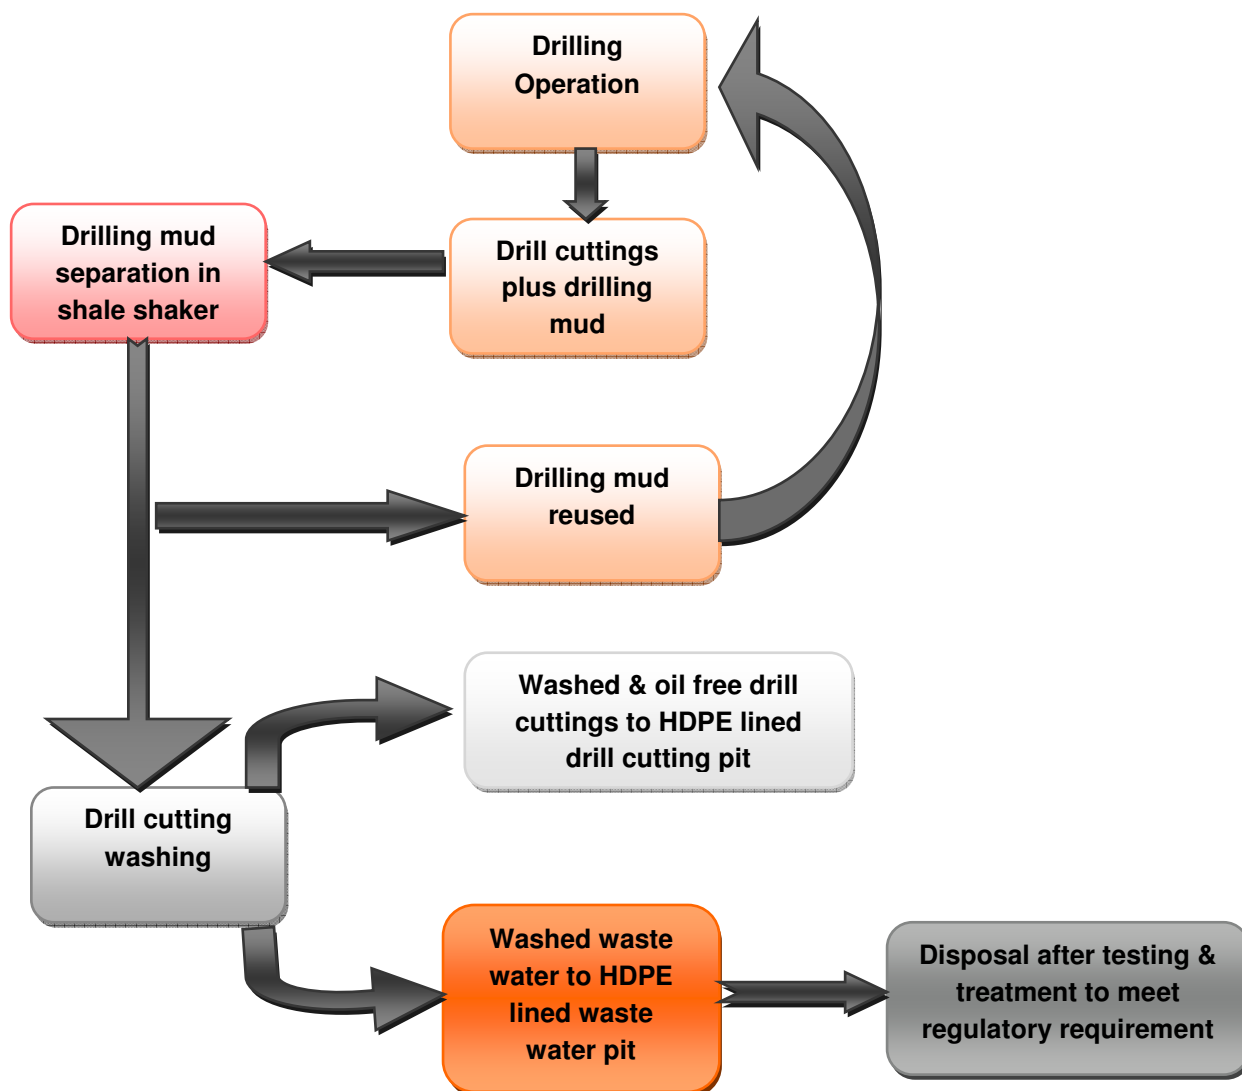 Drilling
Operation
Drilling mud
separation in
shale shaker
Drill cuttings
plus drilling
mud
Drilling mud
reused
Washed & oil free drill
cuttings to HDPE lined
drill cutting pit
Drill cutting
washing
Washed waste
water to HDPE
lined waste
water pit
Disposal after testing &
treatment to meet
regulatory requirement